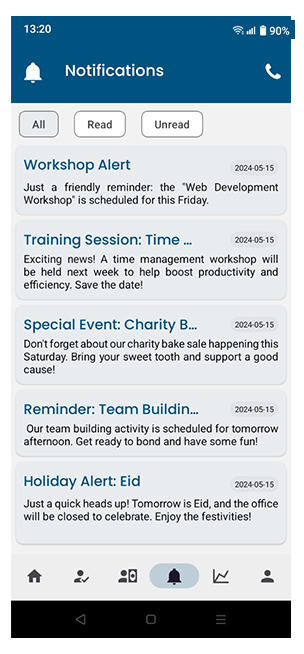 13:20
90%
Notifications
All
Read
Unread
Workshop Alert
2024-05-15
Just a friendly reminder: the "Web Development
Workshop" is scheduled for this Friday.
Training Session: Time ...
2024-05-15
Exciting news! A time management workshop will
be held next week to help boost productivity and
efficiency. Save the date!
Special Event: Charity B...
2024-05-15
Don't forget about our charity bake sale happening this
Saturday. Bring your sweet tooth and support a good
cause!
Reminder: Team Buildin...
2024-05-15
Our team building activity is scheduled for tomorrow
afternoon. Get ready to bond and have some fun!
Holiday Alert: Eid
2024-05-15
Just a quick heads up! Tomorrow is Eid, and the office
will be closed to celebrate. Enjoy the festivities!